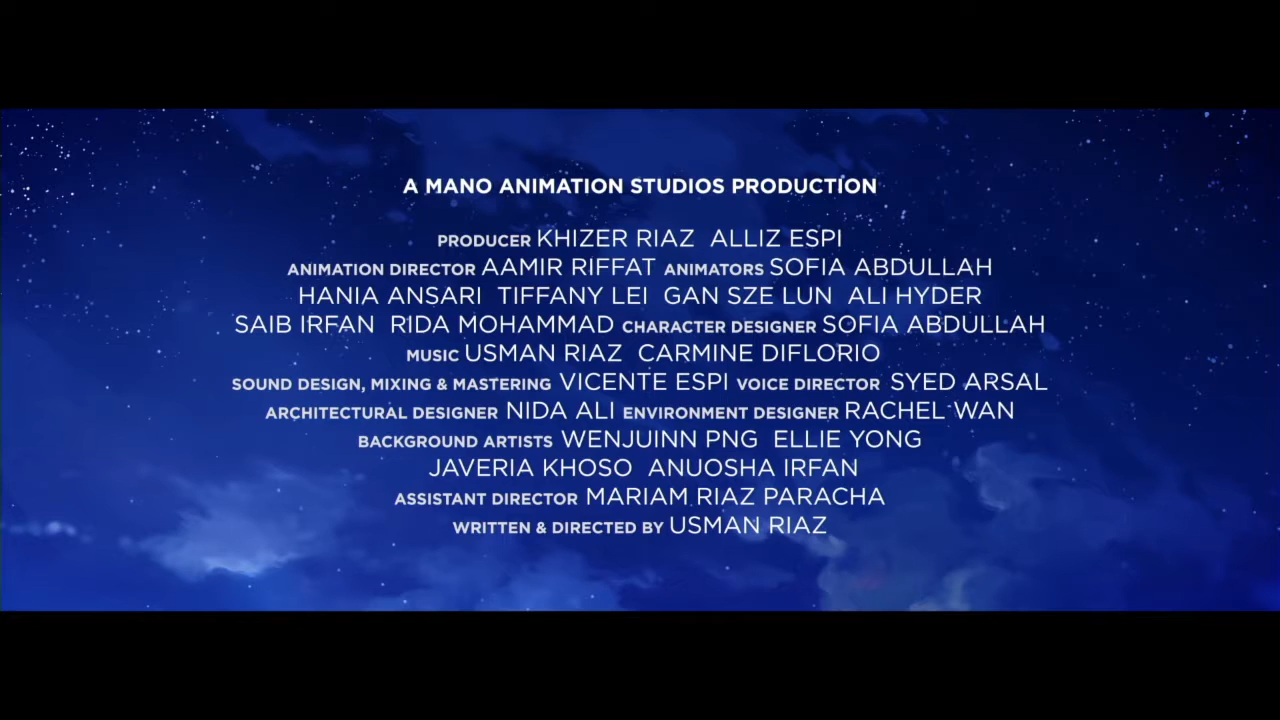 A MANO ANIMATION STUDIOS PRODUCTION
PRODUCER KHIZER RIAZ ALLIZ ESPI
ANIMATION DIRECTOR AAMIR RIFFAT ANIMATORS SOFIA ABDULLAH
HANIA ANSARI TIFFANY LEI GAN SZE LUN ALI HYDER
SAIB IRFAN RIDA MOHAMMAD CHARACTER DESIGNER SOFIA ABDULLAH
MUSIC USMAN RIAZ CARMINE DIFLORIO
SOUND DESIGN, MIXING & MASTERING VICENTE ESPI VOICE DIRECTOR SYED ARSAL
ARCHITECTURAL DESIGNER NIDA ALI ENVIRONMENT DESIGNER RACHEL WAN
BACKGROUND ARTISTS WENJUINN PNG ELLIE YONG
JAVERIA KHOSO ANUOSHA IRFAN
ASSISTANT DIRECTOR MARIAM RIAZ PARACHA
WRITTEN & DIRECTED BY USMAN RIAZ